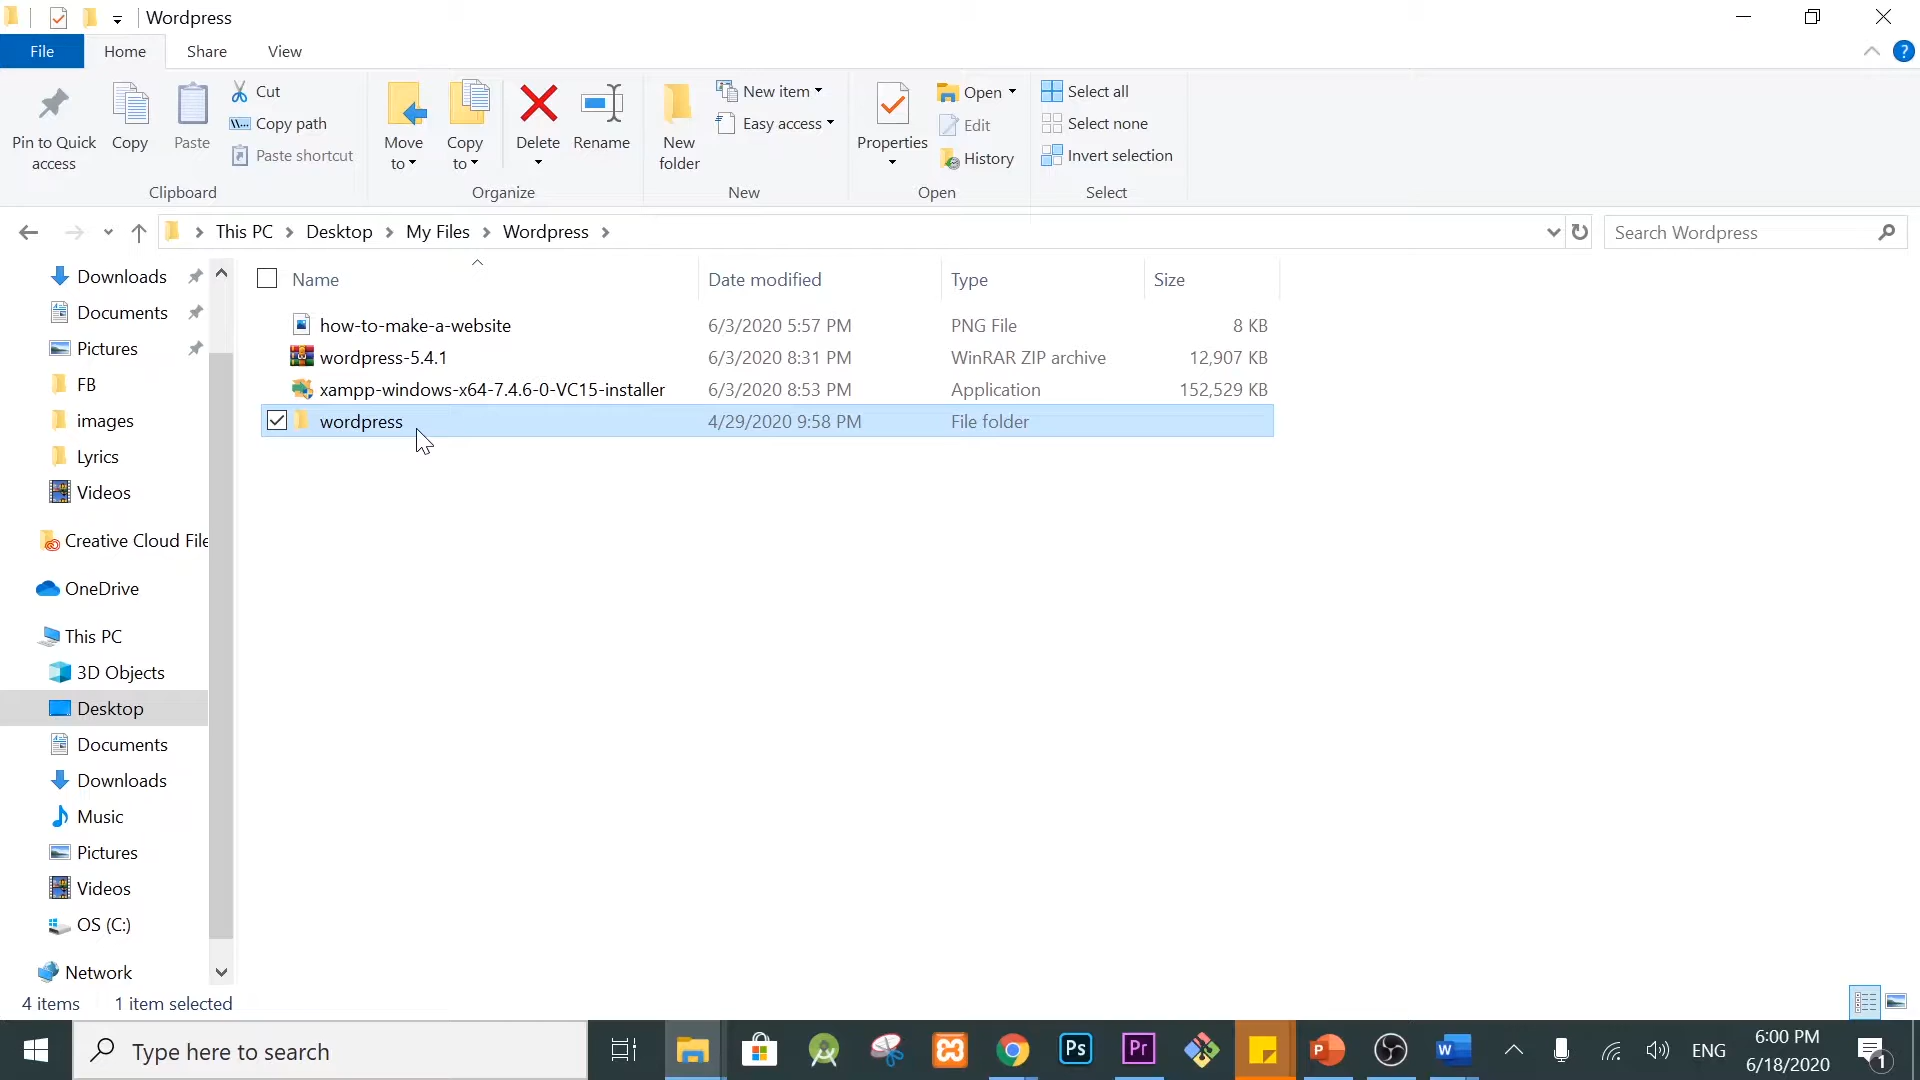 Wordpress
File Home Share View
Pin to Quick access
Copy
Paste
Cut
Copy path
Paste shortcut
Clipboard
Move to
Copy to
Delete
Rename
Organize
New folder
New item
Easy access
New
Properties
Open
Edit
History
Open
Select all
Select none
Invert selection
Select
This PC > Desktop > My Files > Wordpress >
Search Wordpress
Downloads
Documents
Pictures
FB
images
Lyrics
Videos
Creative Cloud File
OneDrive
This PC
3D Objects
Desktop
Documents
Downloads
Music
Pictures
Videos
OS (C:)
Network
Name Date modified Type Size
how-to-make-a-website 6/3/2020 5:57 PM PNG File 8 KB
wordpress-5.4.1 6/3/2020 8:31 PM WinRAR ZIP archive 12,907 KB
xampp-windows-x64-7.4.6-0-VC15-installer 6/3/2020 8:53 PM Application 152,529 KB
wordpress 4/29/2020 9:58 PM File folder
4 items 1 item selected
Type here to search
Ps
Pr
P
W
ENG
6:00 PM
6/18/2020
1